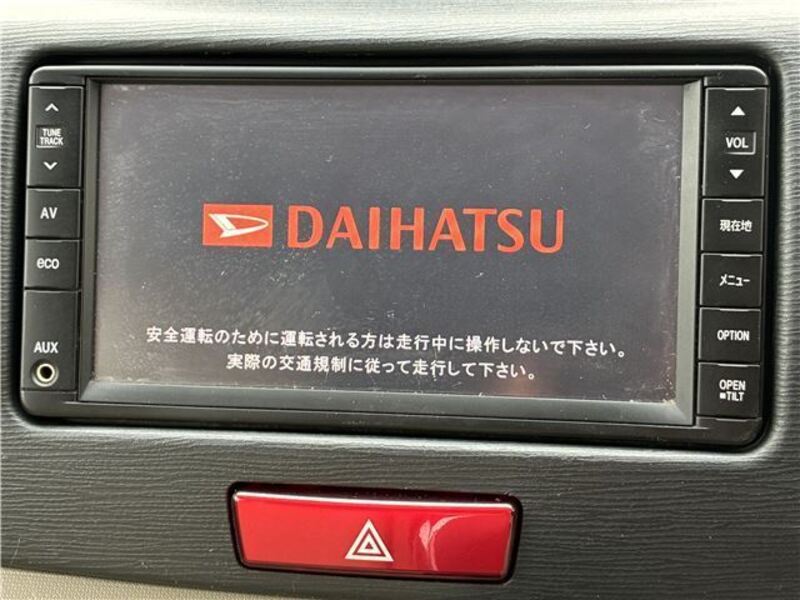 TUNE
TRACK
AV
eco
AUX
DAIHATSU
安全運転のために運転される方は走行中に操作しないで下さい。
実際の交通規制に従って走行して下さい。
VOL
現在地
メニュー
OPTION
OPEN
TILT